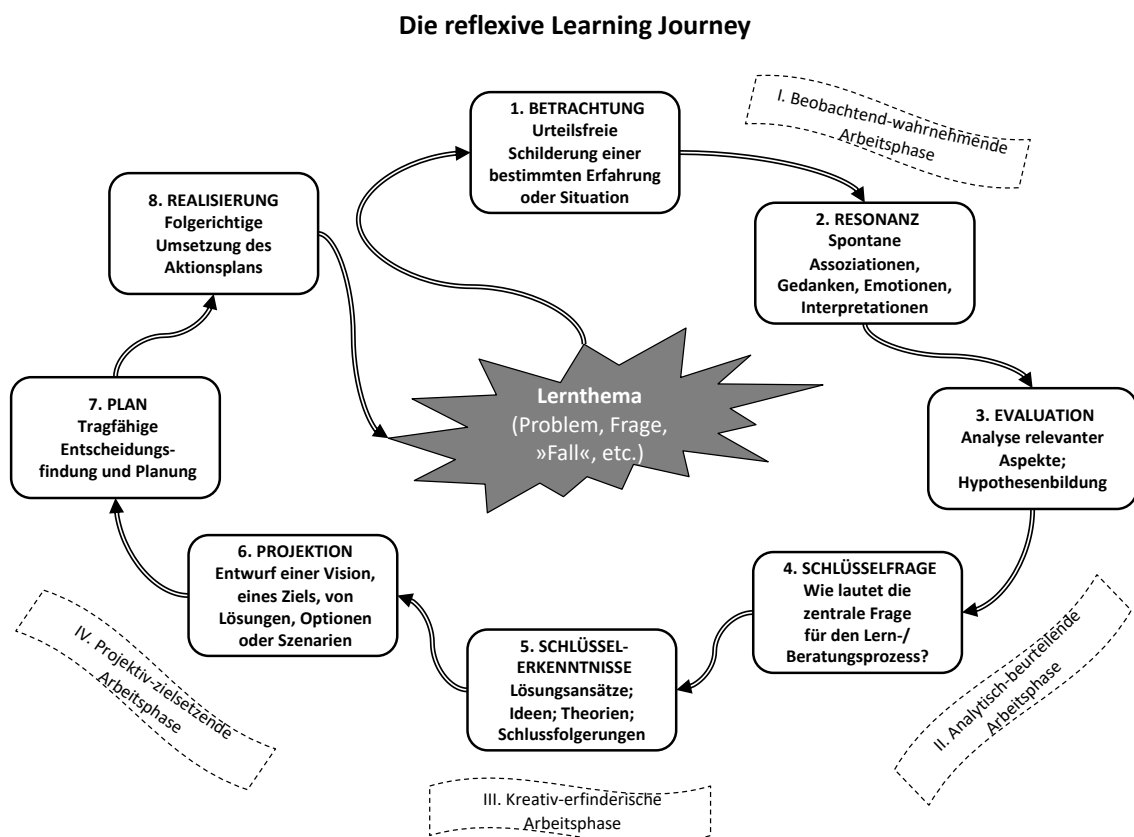 Die reflexive Learning Journey
1. BETRACHTUNG
Urteilsfreie
Schilderung einer
bestimmten Erfahrung
oder Situation
I. Beobachtend-wahrnehmende
Arbeitsphase
2. RESONANZ
Spontane
Assoziationen,
Gedanken, Emotionen,
Interpretationen
3. EVALUATION
Analyse relevanter
Aspekte;
Hypothesenbildung
4. SCHLÜSSELFRAGE
Wie lautet die
zentrale Frage
für den Lern-/
Beratungsprozess?
II. Analytisch-beurteilende
Arbeitsphase
5. SCHLÜSSEL-
ERKENNTNISSE
Lösungsansätze;
Ideen; Theorien;
Schlussfolgerungen
III. Kreativ-erfinderische
Arbeitsphase
6. PROJEKTION
Entwurf einer Vision,
eines Ziels, von
Lösungen, Optionen
oder Szenarien
IV. Projektiv-zielsetzende
Arbeitsphase
7. PLAN
Tragfähige
Entscheidungs-
findung und Planung
8. REALISIERUNG
Folgerichtige
Umsetzung des
Aktionsplans
Lernthema
(Problem, Frage,
»Fall«, etc.)